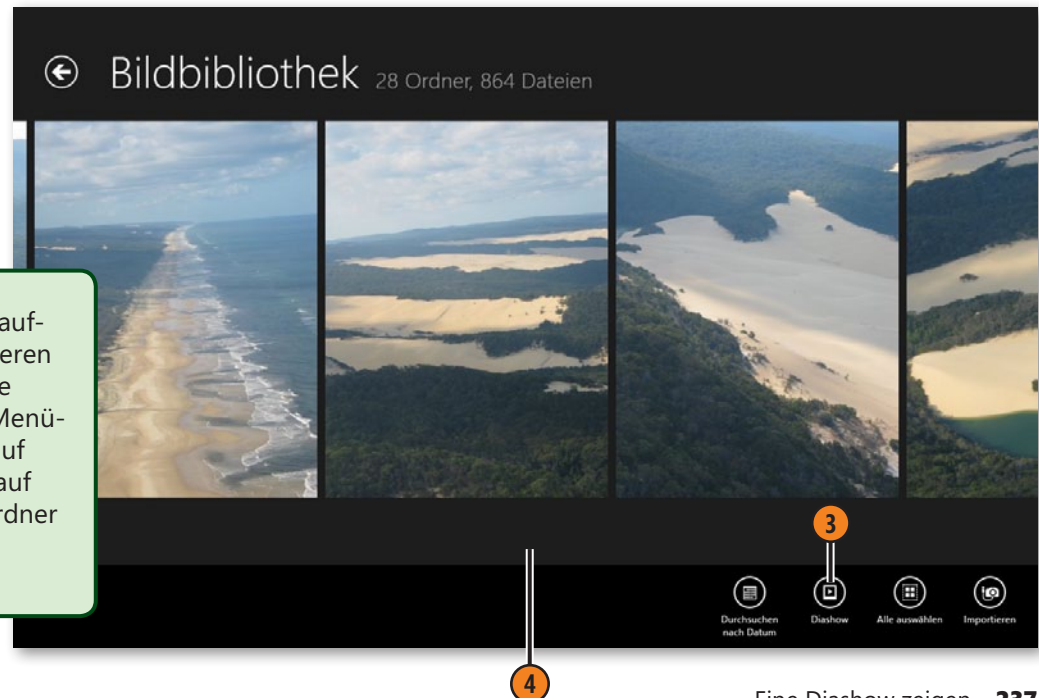 Bildbibliothek 28 Ordner, 864 Dateien
auf-
eren
e
Menü-
uf
auf
rdner
3
Durchsuchen
nach Datum
Diashow
Alle auswählen
Importieren
4
Eine Diashow zeigen 237